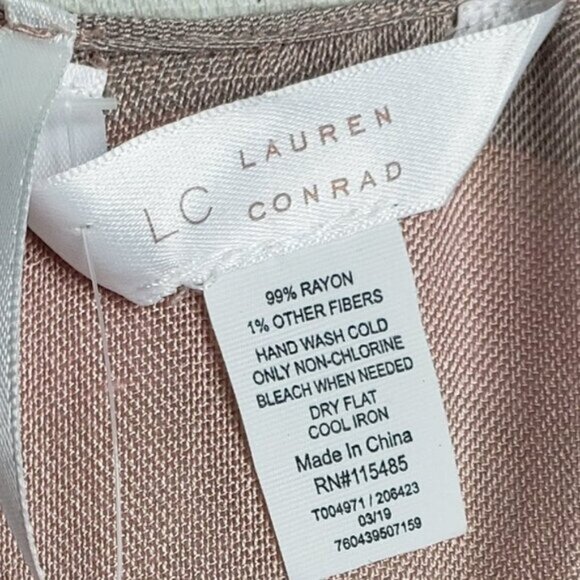 LC LAUREN
CONRAD
99% RAYON
1% OTHER FIBERS
HAND WASH COLD
ONLY NON-CHLORINE
BLEACH WHEN NEEDED
DRY FLAT
COOL IRON
Made In China
RN#115485
T004971 / 206423
03/19
760439507159